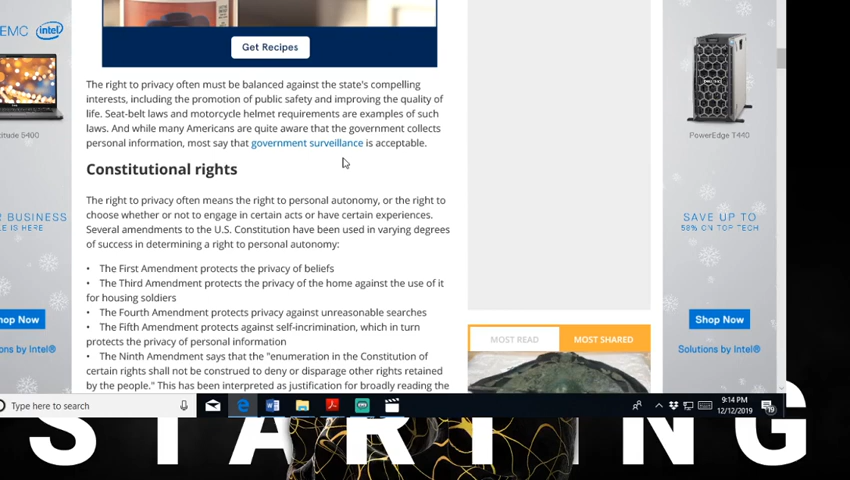 EMC intel
Get Recipes
The right to privacy often must be balanced against the state's compelling
interests, including the promotion of public safety and improving the quality of
life. Seat-belt laws and motorcycle helmet requirements are examples of such
laws. And while many Americans are quite aware that the government collects
personal information, most say that government surveillance is acceptable.
Constitutional rights
The right to privacy often means the right to personal autonomy, or the right to
choose whether or not to engage in certain acts or have certain experiences.
Several amendments to the U.S. Constitution have been used in varying degrees
of success in determining a right to personal autonomy:
• The First Amendment protects the privacy of beliefs
• The Third Amendment protects the privacy of the home against the use of it
for housing soldiers
• The Fourth Amendment protects privacy against unreasonable searches
• The Fifth Amendment protects against self-incrimination, which in turn
protects the privacy of personal information
• The Ninth Amendment says that the "enumeration in the Constitution of
certain rights shall not be construed to deny or disparage other rights retained
by the people." This has been interpreted as justification for broadly reading the
titude 5400
R BUSINESS
LE IS HERE
hop Now
ons by Intel®
MOST READ
MOST SHARED
PowerEdge T440
SAVE UP TO
58% ON TOP TECH
Shop Now
Solutions by Intel®
Type here to search
9:14 PM
12/12/2019
19
STARTING